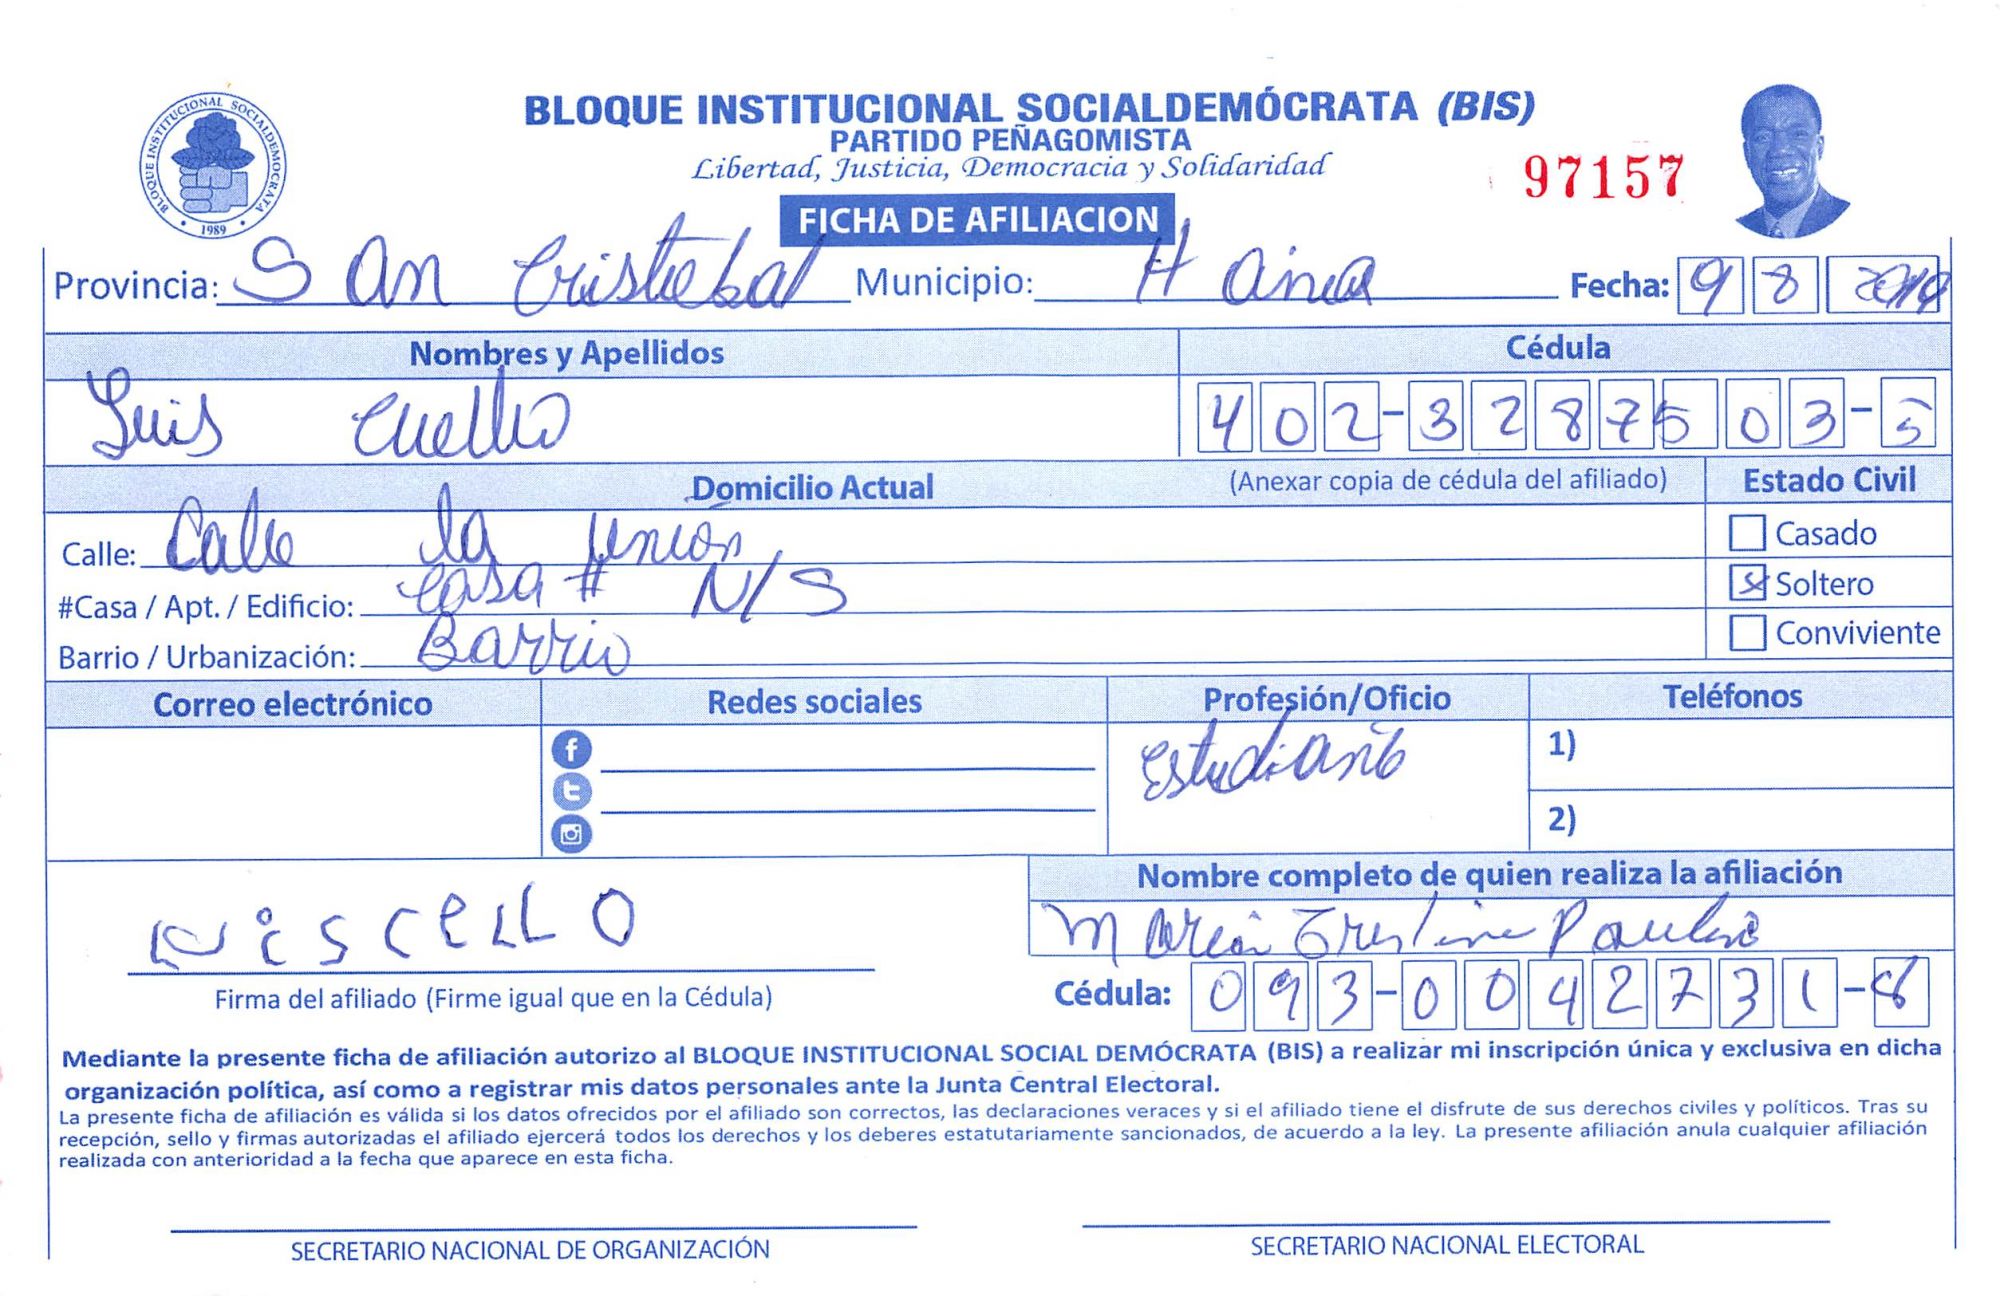 BLOQUE INSTITUCIONAL SOCIALDEMOCRATA
1989
BLOQUE INSTITUCIONAL SOCIALDEMÓCRATA (BIS)
PARTIDO PEÑAGOMISTA
Libertad, Justicia, Democracia y Solidaridad
97157
FICHA DE AFILIACION
Provincia: San Cristobal Municipio: Haina Fecha: 9 8
Nombres y Apellidos Cédula
Luis Cuello 402-3287503-5
Domicilio Actual (Anexar copia de cédula del afiliado) Estado Civil
Calle: Calle la union Casado
#Casa / Apt. / Edificio: casa # N/S Soltero
Barrio / Urbanización: Barrio Conviviente
Correo electrónico Redes sociales Profesión/Oficio Teléfonos
Estudiante 1)
2)
Nombre completo de quien realiza la afiliación
Maria
Firma del afiliado (Firme igual que en la Cédula) Cédula: 093-0042731-8
Mediante la presente ficha de afiliación autorizo al BLOQUE INSTITUCIONAL SOCIAL DEMÓCRATA (BIS) a realizar mi inscripción única y exclusiva en dicha
organización política, así como a registrar mis datos personales ante la Junta Central Electoral.
La presente ficha de afiliación es válida si los datos ofrecidos por el afiliado son correctos, las declaraciones veraces y si el afiliado tiene el disfrute de sus derechos civiles y políticos. Tras su
recepción, sello y firmas autorizadas el afiliado ejercerá todos los derechos y los deberes estatutariamente sancionados, de acuerdo a la ley. La presente afiliación anula cualquier afiliación
realizada con anterioridad a la fecha que aparece en esta ficha.
SECRETARIO NACIONAL DE ORGANIZACIÓN SECRETARIO NACIONAL ELECTORAL